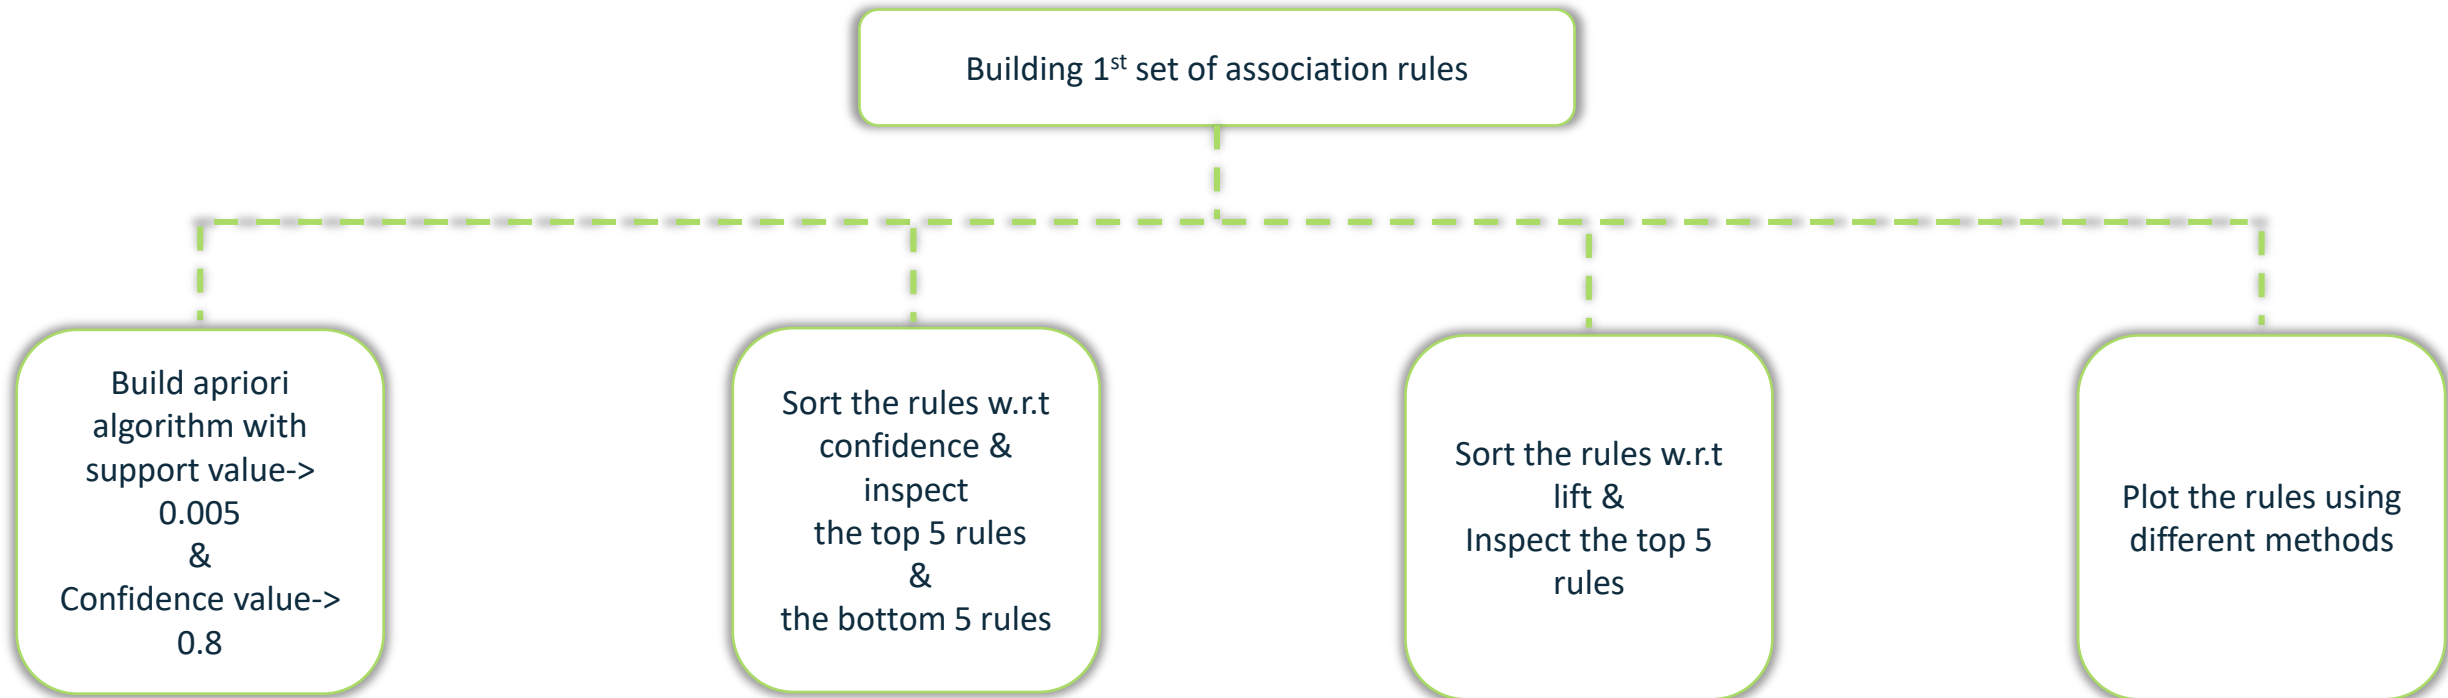 Building 1st set of association rules
Build apriori
algorithm with
support value->
0.005
&
Confidence value->
0.8
Sort the rules w.r.t
confidence &
inspect
the top 5 rules
&
the bottom 5 rules
Sort the rules w.r.t
lift &
Inspect the top 5
rules
Plot the rules using
different methods